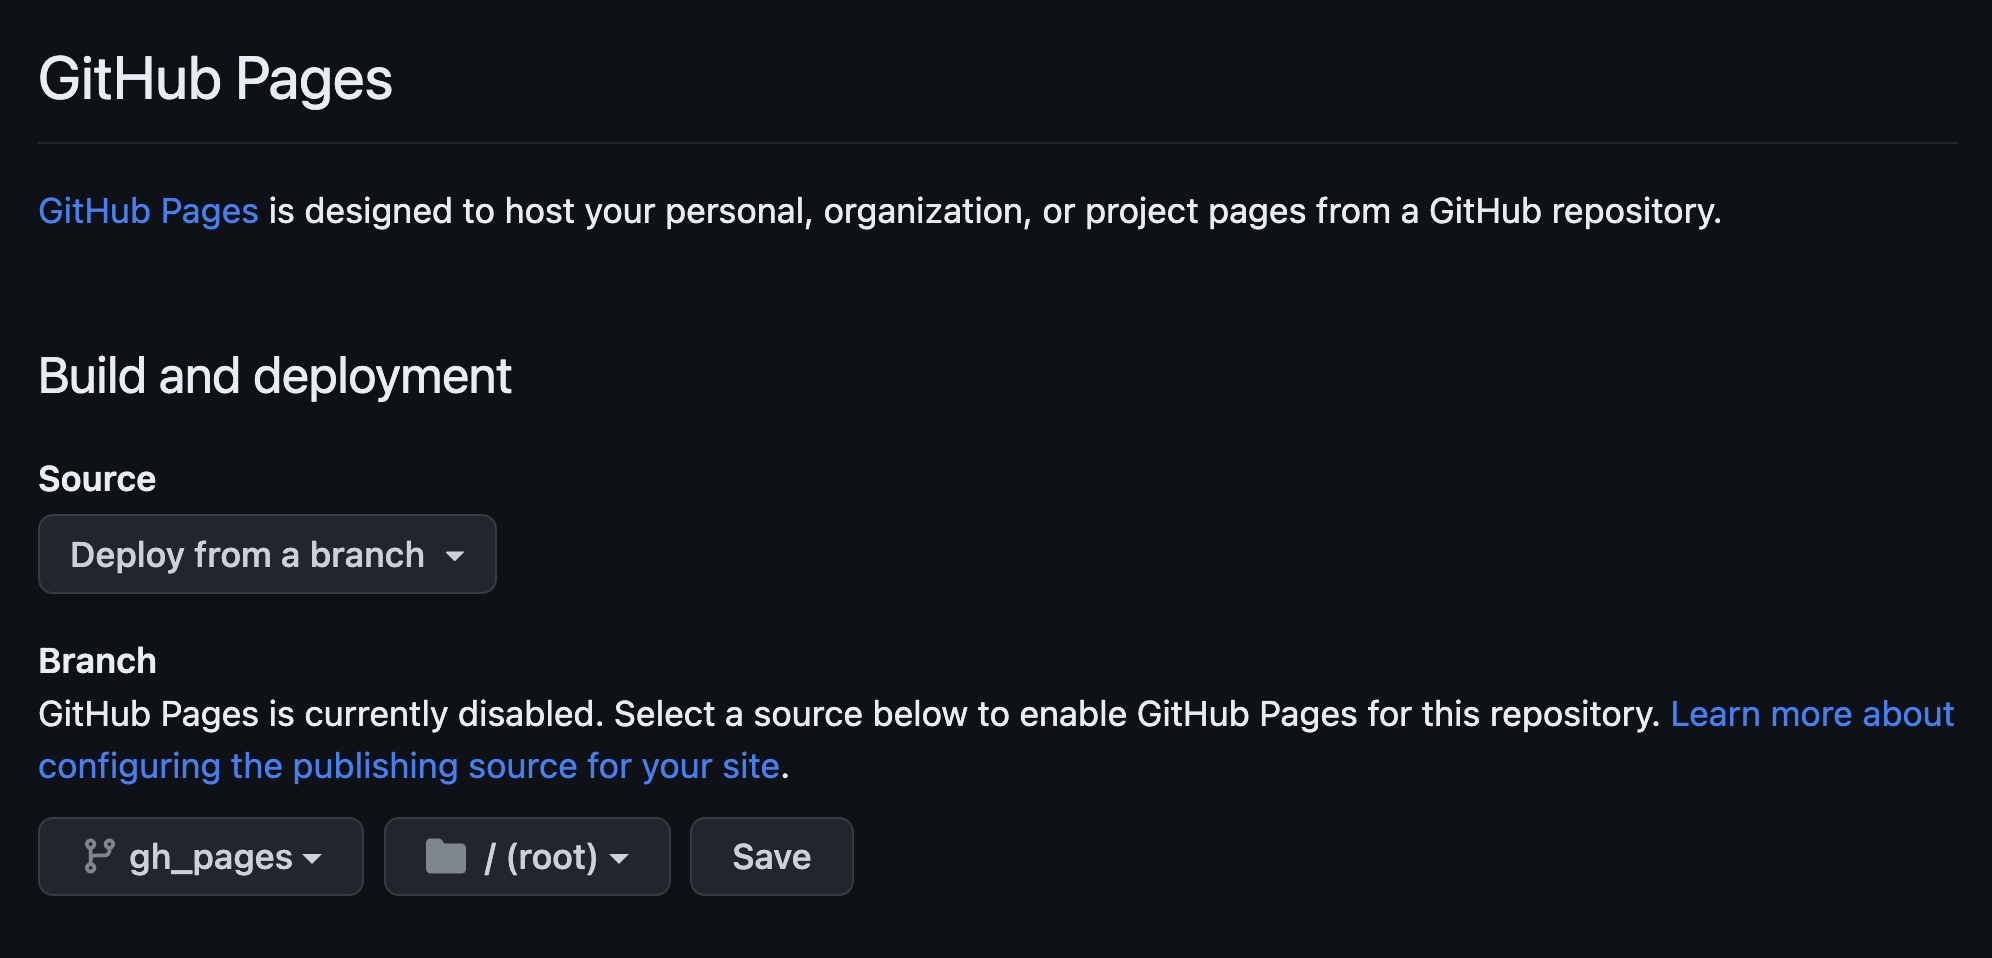 GitHub Pages
GitHub Pages is designed to host your personal, organization, or project pages from a GitHub repository.
Build and deployment
Source
Deploy from a branch
Branch
GitHub Pages is currently disabled. Select a source below to enable GitHub Pages for this repository. Learn more about
configuring the publishing source for your site.
gh_pages / (root) Save